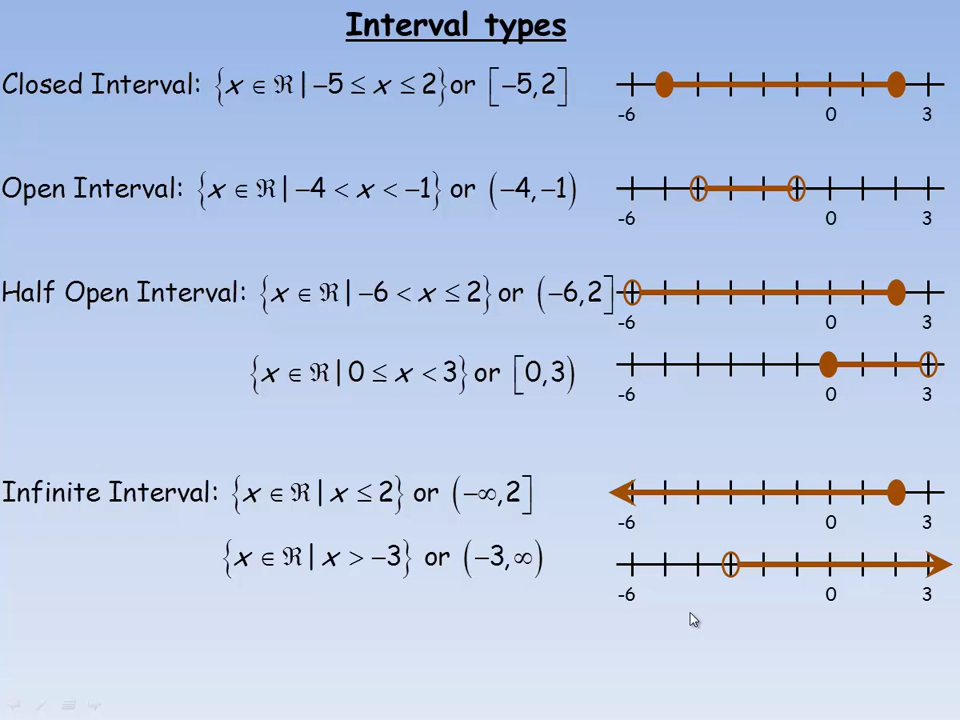 Interval types
Closed Interval: {x ∈ ℜ | −5 ≤ x ≤ 2} or [−5, 2]
-6 0 3
Open Interval: {x ∈ ℜ | −4 < x < −1} or (−4, −1)
-6 0 3
Half Open Interval: {x ∈ ℜ | −6 < x ≤ 2} or (−6, 2]
-6 0 3
{x ∈ ℜ | 0 ≤ x < 3} or [0, 3)
-6 0 3
Infinite Interval: {x ∈ ℜ | x ≤ 2} or (−∞, 2]
-6 0 3
{x ∈ ℜ | x > −3} or (−3, ∞)
-6 0 3